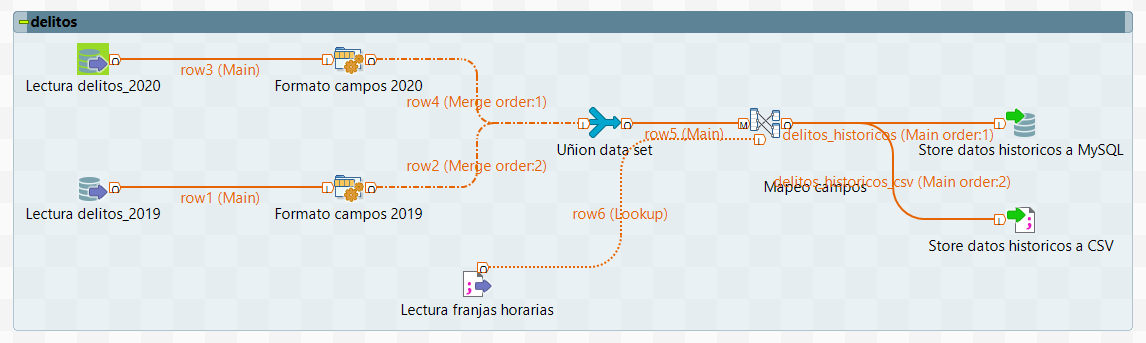 delitos
row3 (Main)
Lectura delitos_2020
Formato campos 2020
row4 (Merge order:1)
row5 (Main)
delitos_historicos (Main order:1)
Uñion data set
Store datos historicos a MySQL
row2 (Merge order:2)
delitos_historicos_csv (Main order:2)
Mapeo campos
row1 (Main)
Lectura delitos_2019
Formato campos 2019
row6 (Lookup)
Store datos historicos a CSV
Lectura franjas horarias